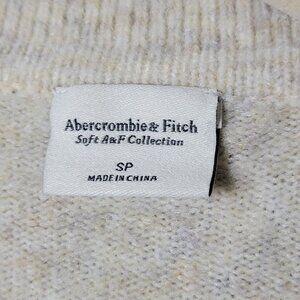 Abercrombie & Fitch
Soft A&F Collection
SP
MADE IN CHINA